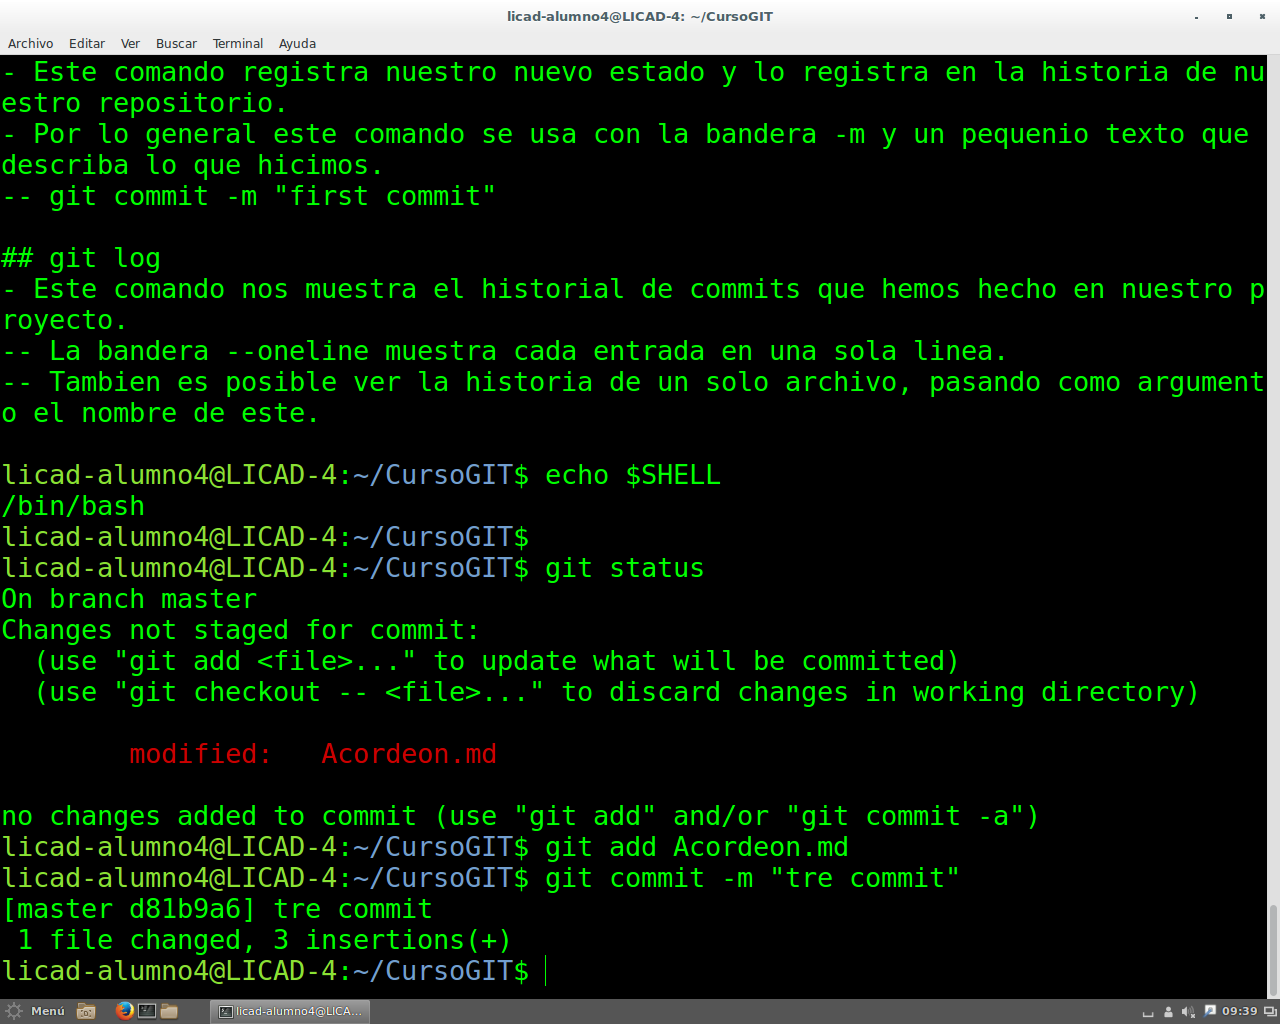 licad-alumno4@LICAD-4: ~/CursoGIT
Archivo Editar Ver Buscar Terminal Ayuda
- Este comando registra nuestro nuevo estado y lo registra en la historia de nu
estro repositorio.
- Por lo general este comando se usa con la bandera -m y un pequenio texto que
describa lo que hicimos.
-- git commit -m "first commit"
## git log
- Este comando nos muestra el historial de commits que hemos hecho en nuestro p
royecto.
-- La bandera --oneline muestra cada entrada en una sola linea.
-- Tambien es posible ver la historia de un solo archivo, pasando como argument
o el nombre de este.
licad-alumno4@LICAD-4:~/CursoGIT$ echo $SHELL
/bin/bash
licad-alumno4@LICAD-4:~/CursoGIT$
licad-alumno4@LICAD-4:~/CursoGIT$ git status
On branch master
Changes not staged for commit:
  (use "git add <file>..." to update what will be committed)
  (use "git checkout -- <file>..." to discard changes in working directory)
        modified:   Acordeon.md
no changes added to commit (use "git add" and/or "git commit -a")
licad-alumno4@LICAD-4:~/CursoGIT$ git add Acordeon.md
licad-alumno4@LICAD-4:~/CursoGIT$ git commit -m "tre commit"
[master d81b9a6] tre commit
 1 file changed, 3 insertions(+)
licad-alumno4@LICAD-4:~/CursoGIT$
Menú licad-alumno4@LICA... 09:39